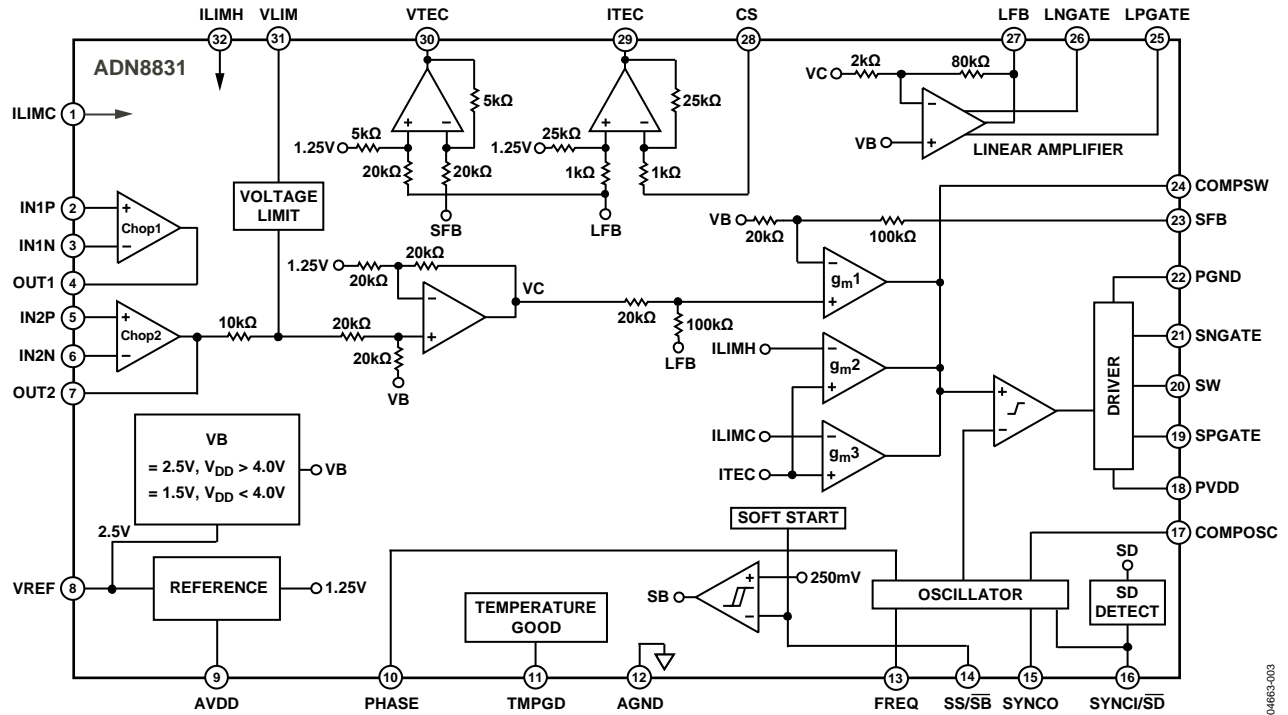 ILIMH VLIM VTEC ITEC CS LFB LNGATE LPGATE
32 31 30 29 28 27 26 25
ADN8831
ILIMC 1
2kΩ 80kΩ
VC
5kΩ 25kΩ
5kΩ 25kΩ
1.25V 1.25V
VB
LINEAR AMPLIFIER
20kΩ 20kΩ 1kΩ 1kΩ
24 COMPSW
IN1P 2
VOLTAGE
LIMIT
Chop1
SFB LFB
VB
20kΩ 100kΩ
23 SFB
IN1N 3
OUT1 4
1.25V 20kΩ 20kΩ
VC
gm1
22 PGND
IN2P 5
Chop2
10kΩ 20kΩ
20kΩ
20kΩ 100kΩ
LFB
IN2N 6
ILIMH
gm2
21 SNGATE
OUT2 7
VB
DRIVER
20 SW
VB
= 2.5V, VDD > 4.0V
= 1.5V, VDD < 4.0V
VB
ILIMC
gm3
ITEC
19 SPGATE
18 PVDD
SOFT START
17 COMPOSC
2.5V
VREF 8
REFERENCE
1.25V
SB
250mV
OSCILLATOR
SD
SD
DETECT
TEMPERATURE
GOOD
9 10 11 12 13 14 15 16
AVDD PHASE TMPGD AGND FREQ SS/SB SYNCO SYNCI/SD
04663-003